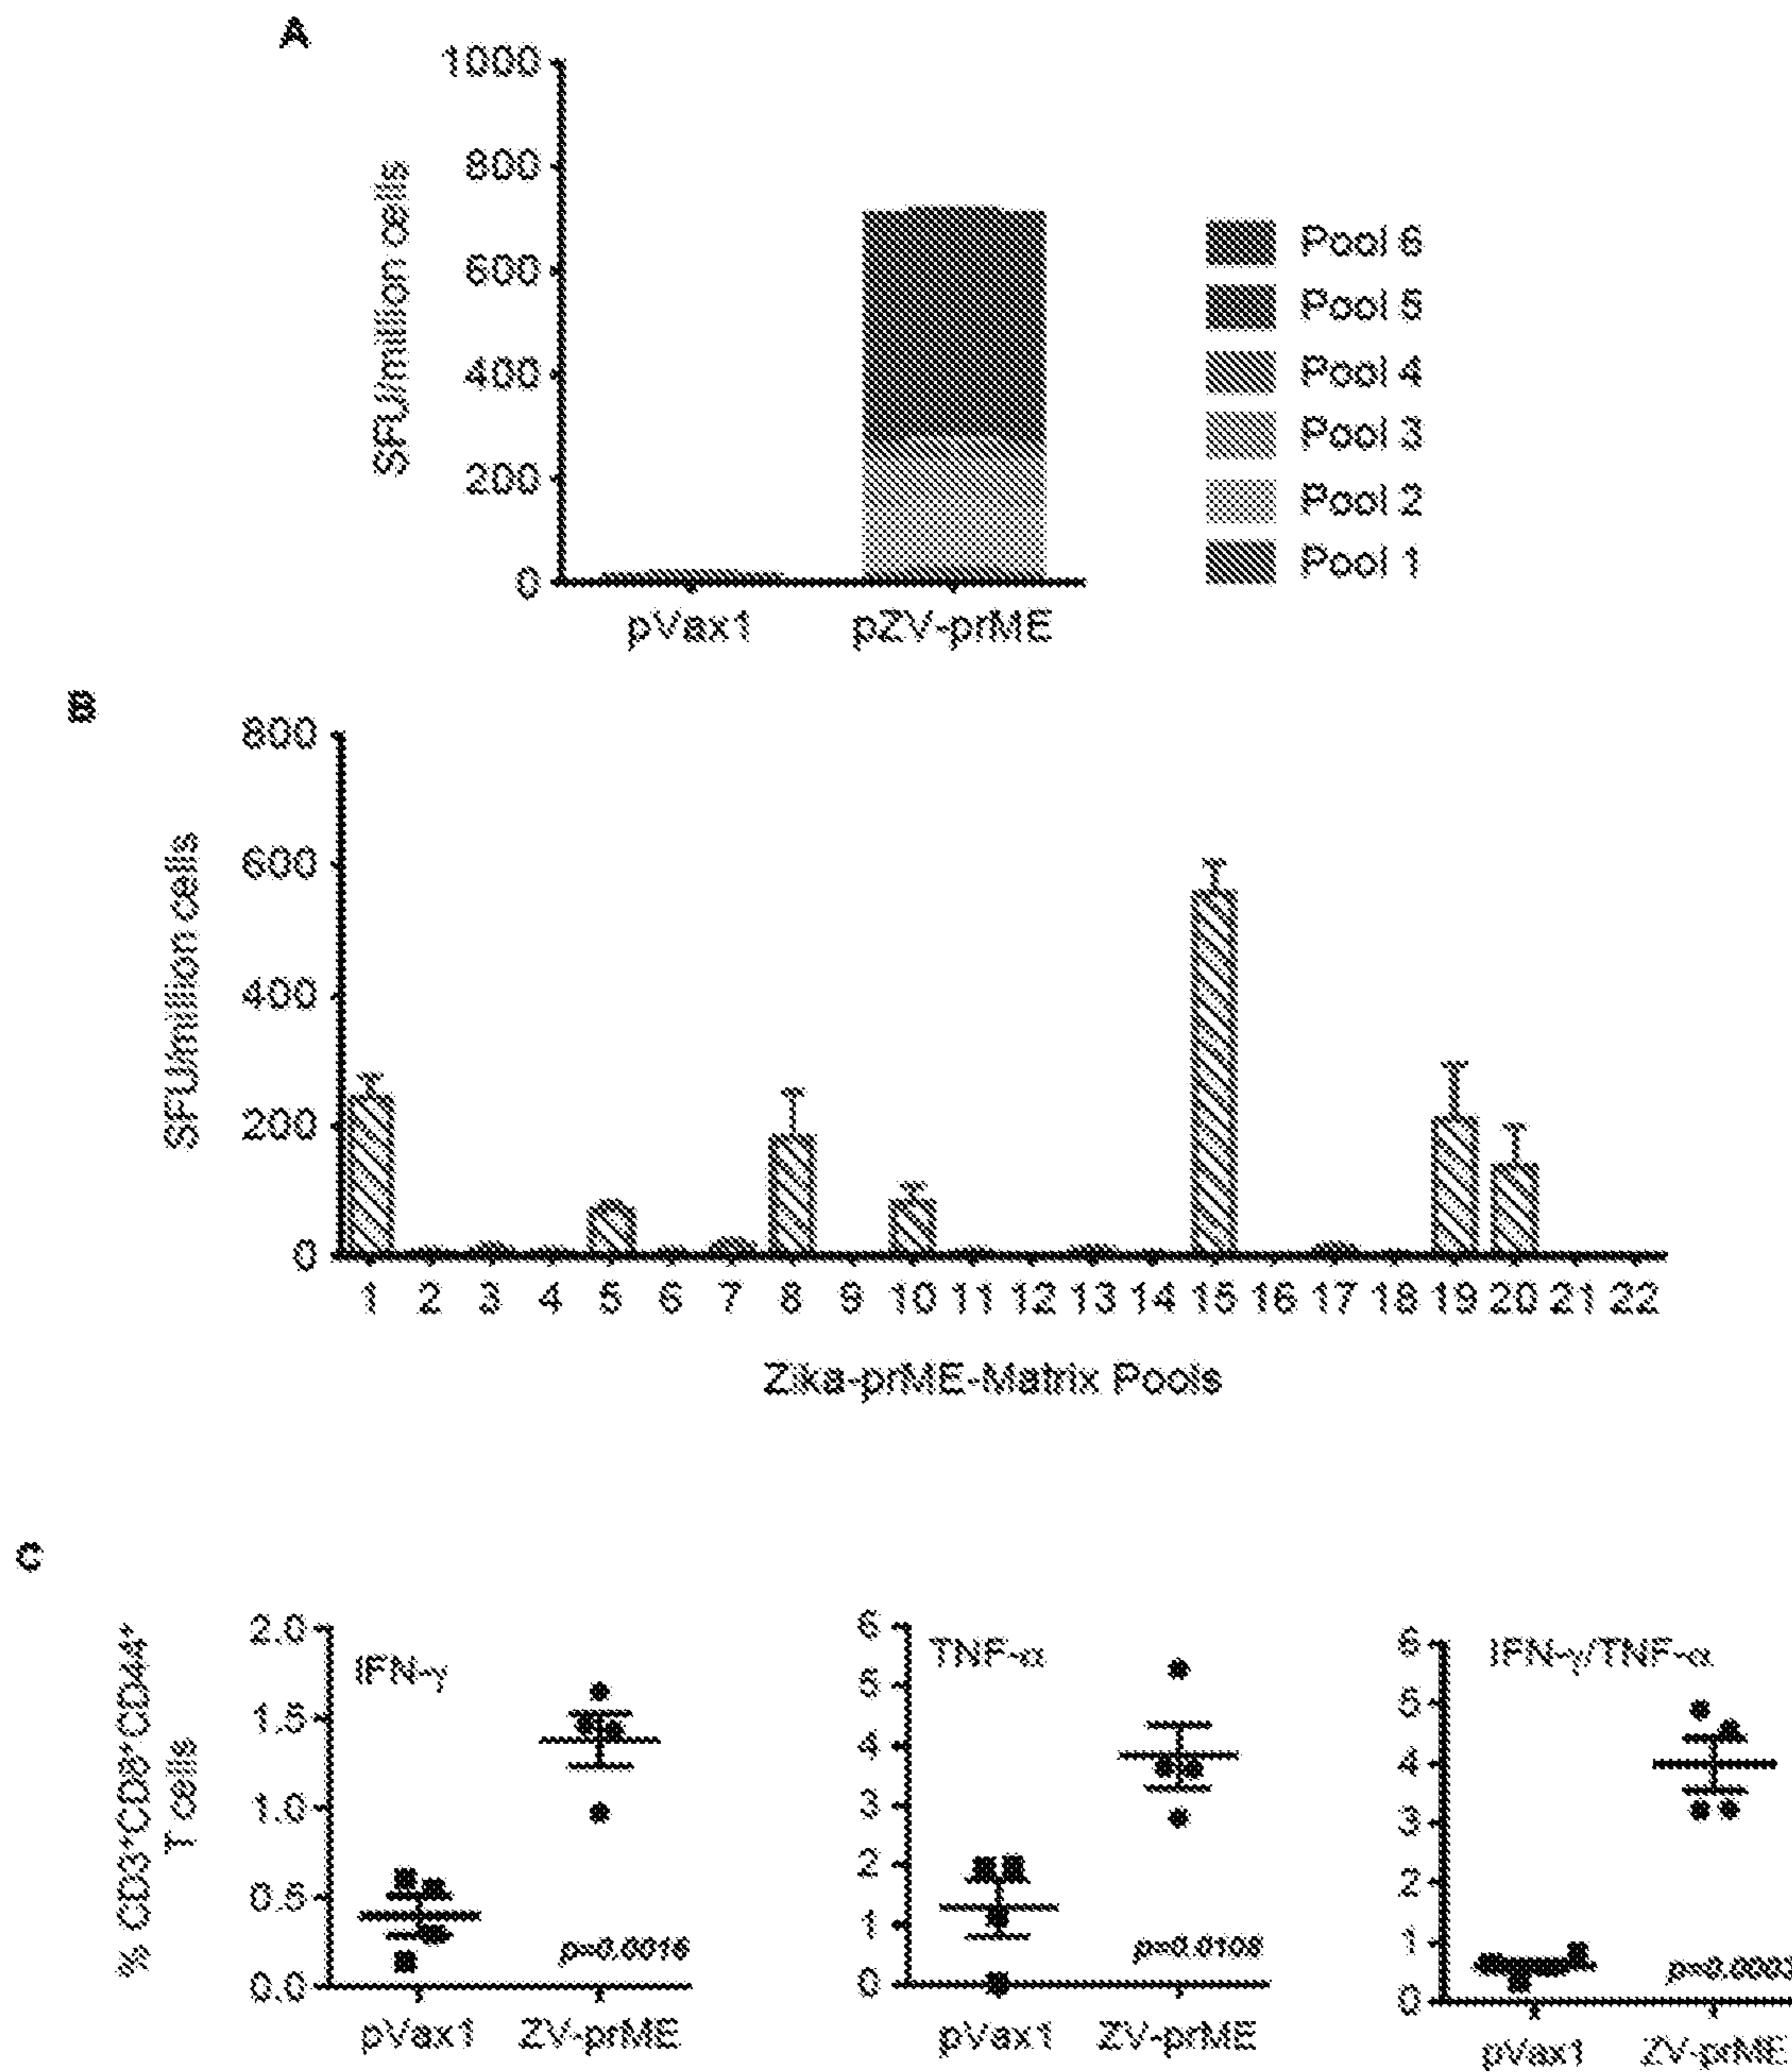 A
1000
800
600
400
200
0
SFU/million cells
pVax1
pZV-prME
Pool 6
Pool 5
Pool 4
Pool 3
Pool 2
Pool 1
B
800
600
400
200
0
SFU/million cells
1 2 3 4 5 6 7 8 9 10 11 12 13 14 15 16 17 18 19 20 21 22
Zika-prME-Matrix Pools
C
% CD3+CD8+CD44+
T cells
2.0
1.5
1.0
0.5
0.0
IFN-γ
p=0.0016
pVax1
ZV-prME
6
5
4
3
2
1
0
TNF-α
p=0.0108
pVax1
ZV-prME
6
5
4
3
2
1
0
IFN-γ/TNF-α
p=0.0003
pVax1
ZV-prME